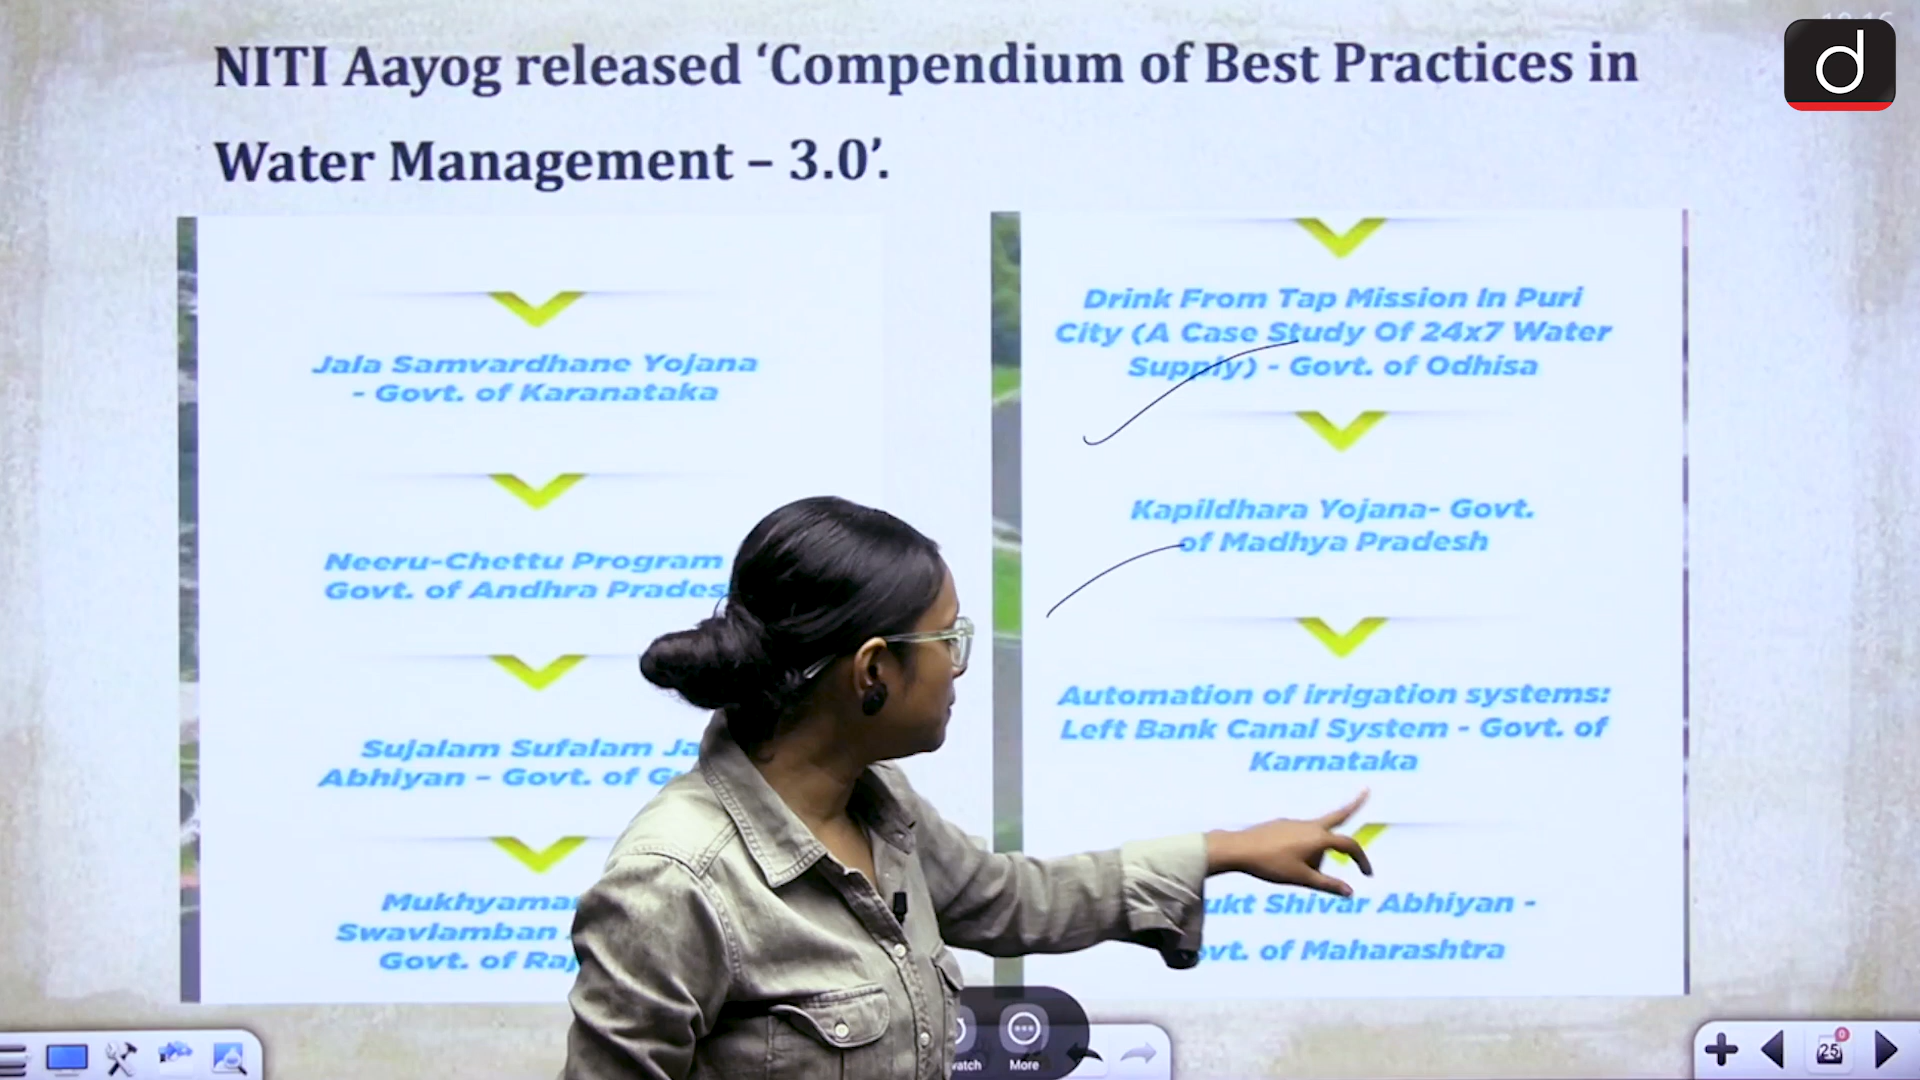 NITI Aayog released ‘Compendium of Best Practices in
Water Management – 3.0’.
Jala Samvardhane Yojana
- Govt. of Karanataka
Neeru-Chettu Program
Govt. of Andhra
Sujalam Sufalam
Abhiyan – Govt. of
Swavlamban
Govt. of
Drink From Tap Mission In Puri
City (A Case Study Of 24x7 Water
Supply) - Govt. of Odhisa
Kapildhara Yojana- Govt.
of Madhya Pradesh
Automation of irrigation systems:
Left Bank Canal System - Govt. of
Karnataka
Shivar Abhiyan -
of Maharashtra
d
More
25
0